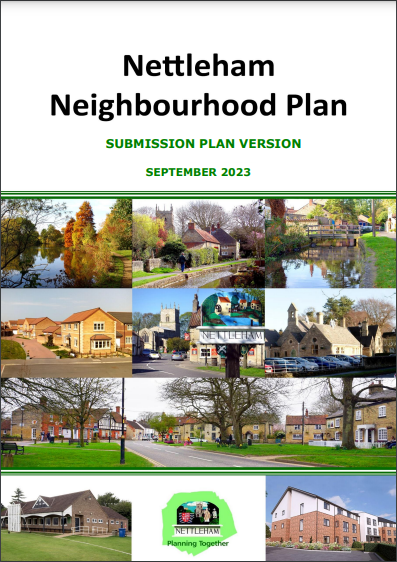 Nettleham
Neighbourhood Plan
SUBMISSION PLAN VERSION
SEPTEMBER 2023
NETTLEHAM
NETTLEHAM
Planning Together